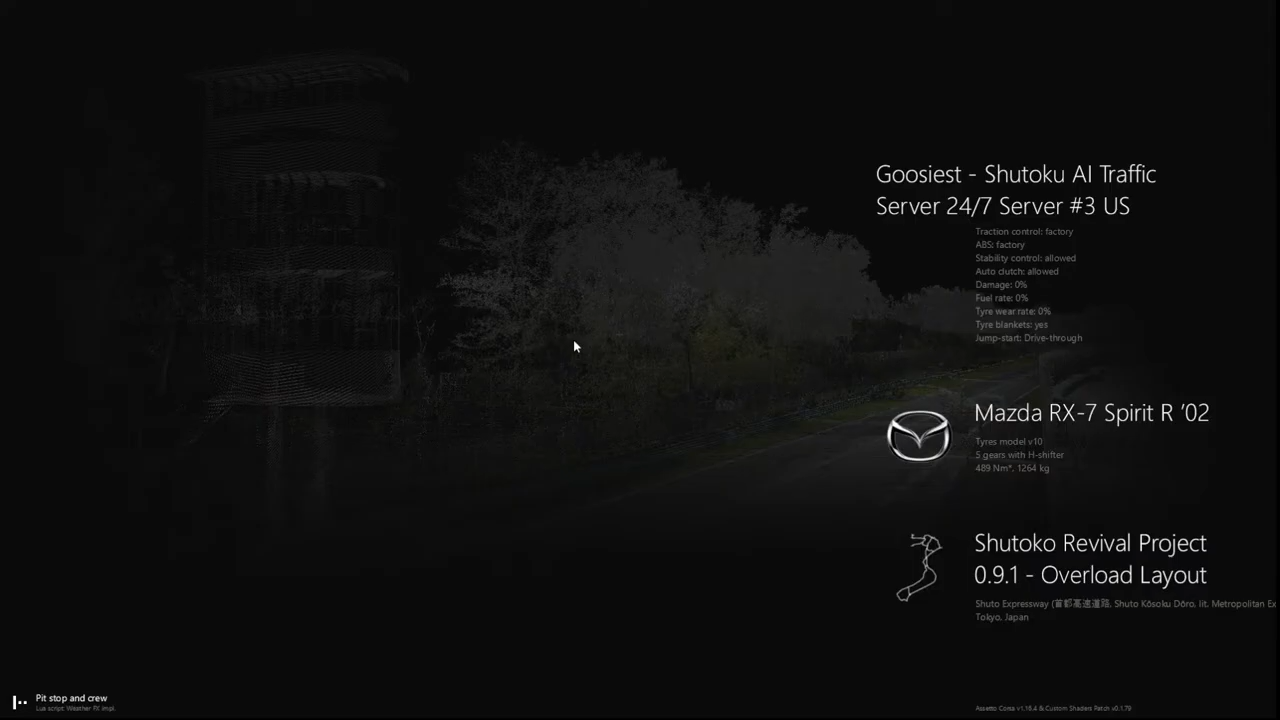 Goosiest - Shutoku AI Traffic
Server 24/7 Server #3 US
Traction control: factory
ABS: factory
Stability control: allowed
Auto clutch: allowed
Damage: 0%
Fuel rate: 0%
Tyre wear rate: 0%
Tyre blankets: yes
Jump-start: Drive-through
Mazda RX-7 Spirit R '02
Tyres model v10
5 gears with H-shifter
489 Nm*, 1264 kg
Shutoko Revival Project
0.9.1 - Overload Layout
Shuto Expressway (首都高速道路, Shuto Kōsoku Dōro, lit. Metropolitan Ex
Tokyo, Japan
Pit stop and crew
Lua script: Weather FX impl.
Assetto Corsa v1.16.4 & Custom Shaders Patch v0.1.79